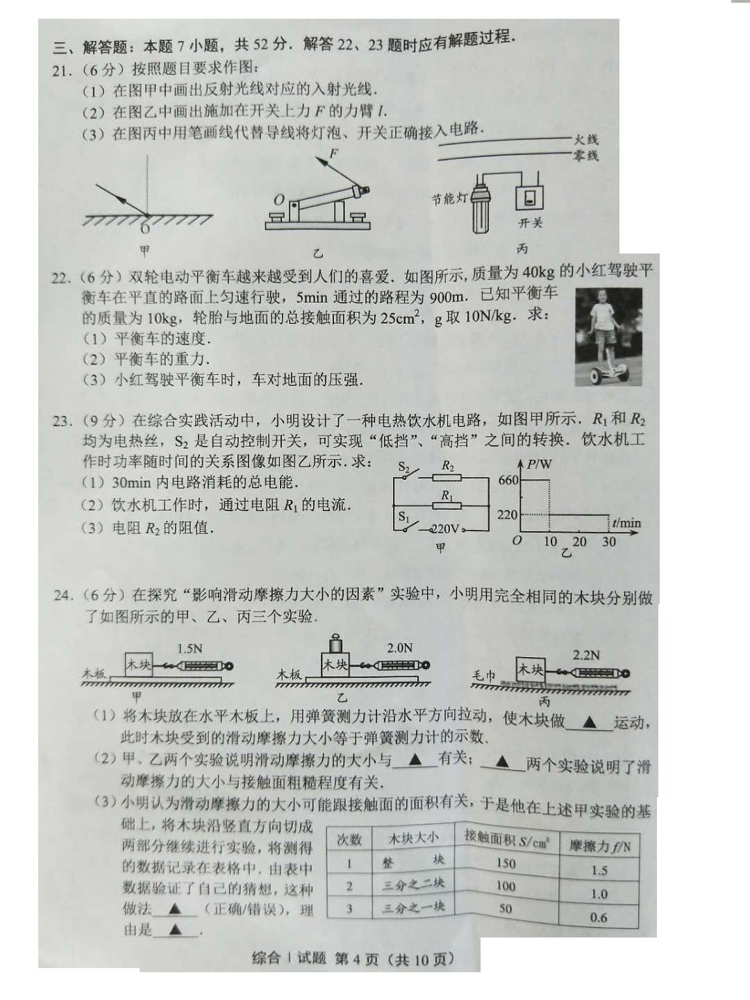 三、解答题：本题 7 小题，共 52 分．解答 22、23 题时应有解题过程．
21．（6 分）按照题目要求作图：
（1）在图甲中画出反射光线对应的入射光线．
（2）在图乙中画出施加在开关上力 F 的力臂 l．
（3）在图丙中用笔画线代替导线将灯泡、开关正确接入电路．
火线
零线
F
O
节能灯
开关
O
甲
乙
丙
22．（6 分）双轮电动平衡车越来越受到人们的喜爱．如图所示,质量为 40kg 的小红驾驶平
衡车在平直的路面上匀速行驶，5min 通过的路程为 900m．已知平衡车
的质量为 10kg，轮胎与地面的总接触面积为 25cm²，g 取 10N/kg．求：
（1）平衡车的速度．
（2）平衡车的重力．
（3）小红驾驶平衡车时，车对地面的压强．
23．（9 分）在综合实践活动中，小明设计了一种电热饮水机电路，如图甲所示．R₁ 和 R₂
均为电热丝，S₂ 是自动控制开关，可实现“低挡”、“高挡”之间的转换．饮水机工
作时功率随时间的关系图像如图乙所示.求：
（1）30min 内电路消耗的总电能．
（2）饮水机工作时，通过电阻 R₁ 的电流．
（3）电阻 R₂ 的阻值．
S₂ R₂
R₁
S₁
220V
甲
P/W
660
220
t/min
O 10 20 30
乙
24．（6 分）在探究“影响滑动摩擦力大小的因素”实验中，小明用完全相同的木块分别做
了如图所示的甲、乙、丙三个实验．
1.5N
木块
木板
甲
2.0N
木块
木板
乙
2.2N
木块
毛巾
丙
（1）将木块放在水平木板上，用弹簧测力计沿水平方向拉动，使木块做 ▲ 运动，
此时木块受到的滑动摩擦力大小等于弹簧测力计的示数．
（2）甲、乙两个实验说明滑动摩擦力的大小与 ▲ 有关； ▲ 两个实验说明了滑
动摩擦力的大小与接触面粗糙程度有关．
（3）小明认为滑动摩擦力的大小可能跟接触面的面积有关，于是他在上述甲实验的基
础上，将木块沿竖直方向切成
两部分继续进行实验，将测得
的数据记录在表格中．由表中
数据验证了自己的猜想，这种
做法 ▲ （正确/错误），理
由是 ▲ ．
次数 木块大小 接触面积 S/cm² 摩擦力 f/N
1 整 块 150 1.5
2 三分之二块 100 1.0
3 三分之一块 50 0.6
综合Ⅰ试题 第 4 页（共 10 页）